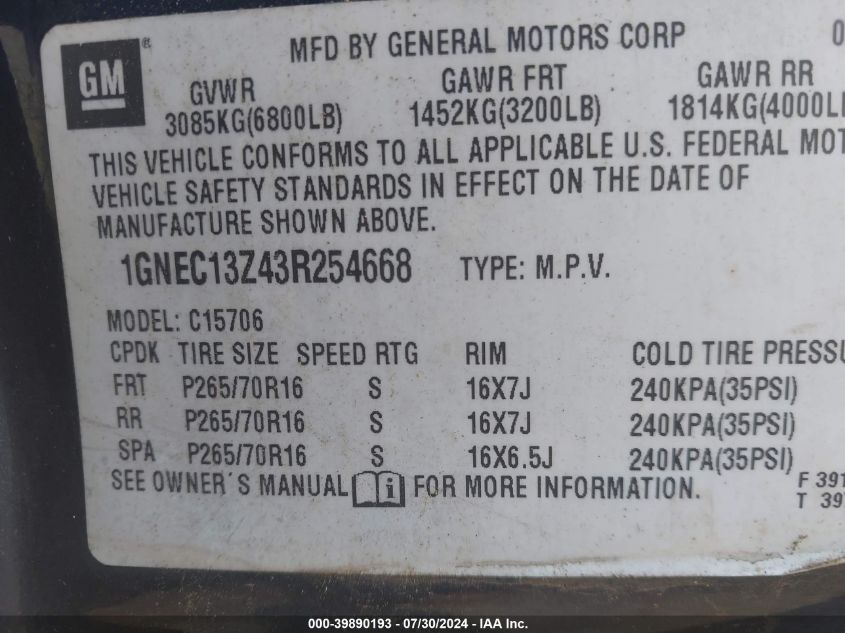 GM ®
MFD BY GENERAL MOTORS CORP 0
GVWR GAWR FRT GAWR RR
3085KG(6800LB) 1452KG(3200LB) 1814KG(4000L
THIS VEHICLE CONFORMS TO ALL APPLICABLE U.S. FEDERAL MOT
VEHICLE SAFETY STANDARDS IN EFFECT ON THE DATE OF
MANUFACTURE SHOWN ABOVE.
1GNEC13Z43R254668 TYPE: M.P.V.
MODEL: C15706
CPDK TIRE SIZE SPEED RTG RIM COLD TIRE PRESSU
FRT P265/70R16 S 16X7J 240KPA(35PSI)
RR P265/70R16 S 16X7J 240KPA(35PSI)
SPA P265/70R16 S 16X6.5J 240KPA(35PSI)
SEE OWNER'S MANUAL i FOR MORE INFORMATION.
F 391
T 39
000-39890193 - 07/30/2024 - IAA Inc.